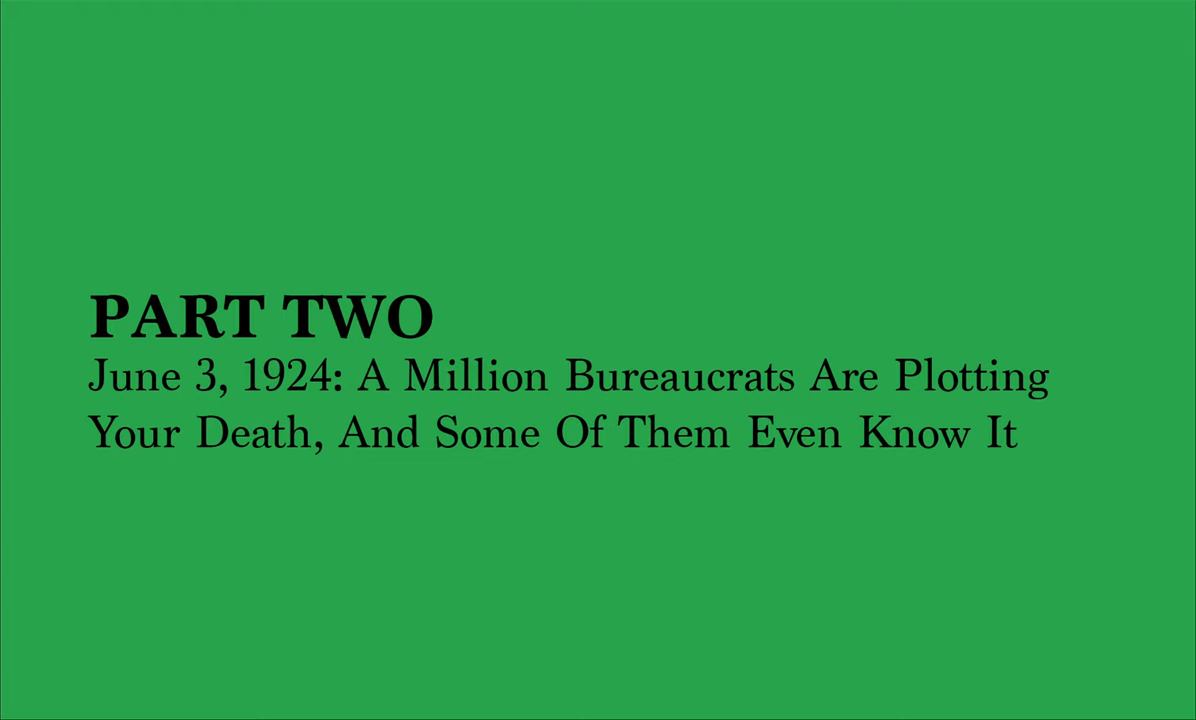 PART TWO
June 3, 1924: A Million Bureaucrats Are Plotting
Your Death, And Some Of Them Even Know It